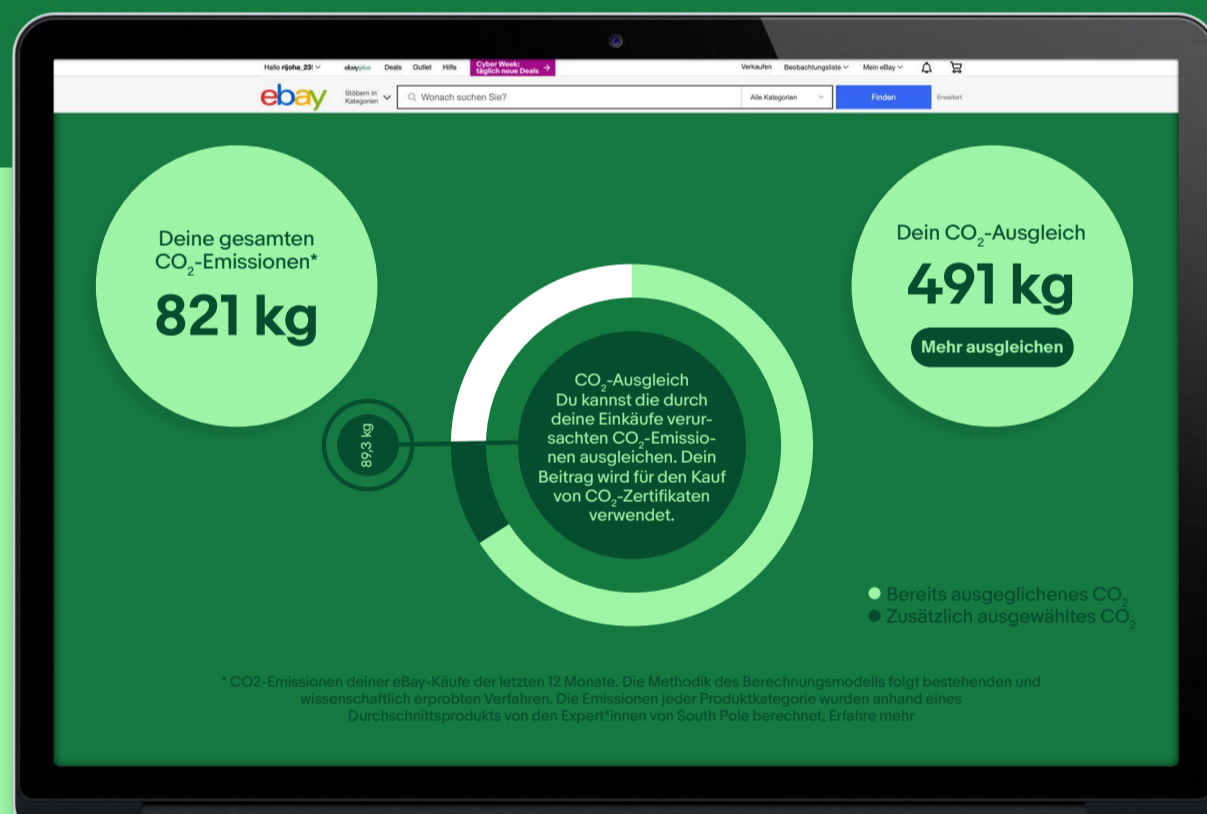 Hallo rijoha_23! ebayplus Deals Outlet Hilfe Cyber Week: täglich neue Deals → Verkaufen Beobachtungsliste Mein eBay
ebay Stöbern in Kategorien Wonach suchen Sie? Alle Kategorien Finden Erweitert
Deine gesamten
CO₂-Emissionen*
821 kg
Dein CO₂-Ausgleich
491 kg
Mehr ausgleichen
89,3 kg
CO₂-Ausgleich
Du kannst die durch
deine Einkäufe verur-
sachten CO₂-Emissio-
nen ausgleichen. Dein
Beitrag wird für den Kauf
von CO₂-Zertifikaten
verwendet.
Bereits ausgeglichenes CO₂
Zusätzlich ausgewähltes CO₂
* CO2-Emissionen deiner eBay-Käufe der letzten 12 Monate. Die Methodik des Berechnungsmodells folgt bestehenden und
wissenschaftlich erprobten Verfahren. Die Emissionen jeder Produktkategorie wurden anhand eines
Durchschnittsprodukts von den Expert*innen von South Pole berechnet. Erfahre mehr